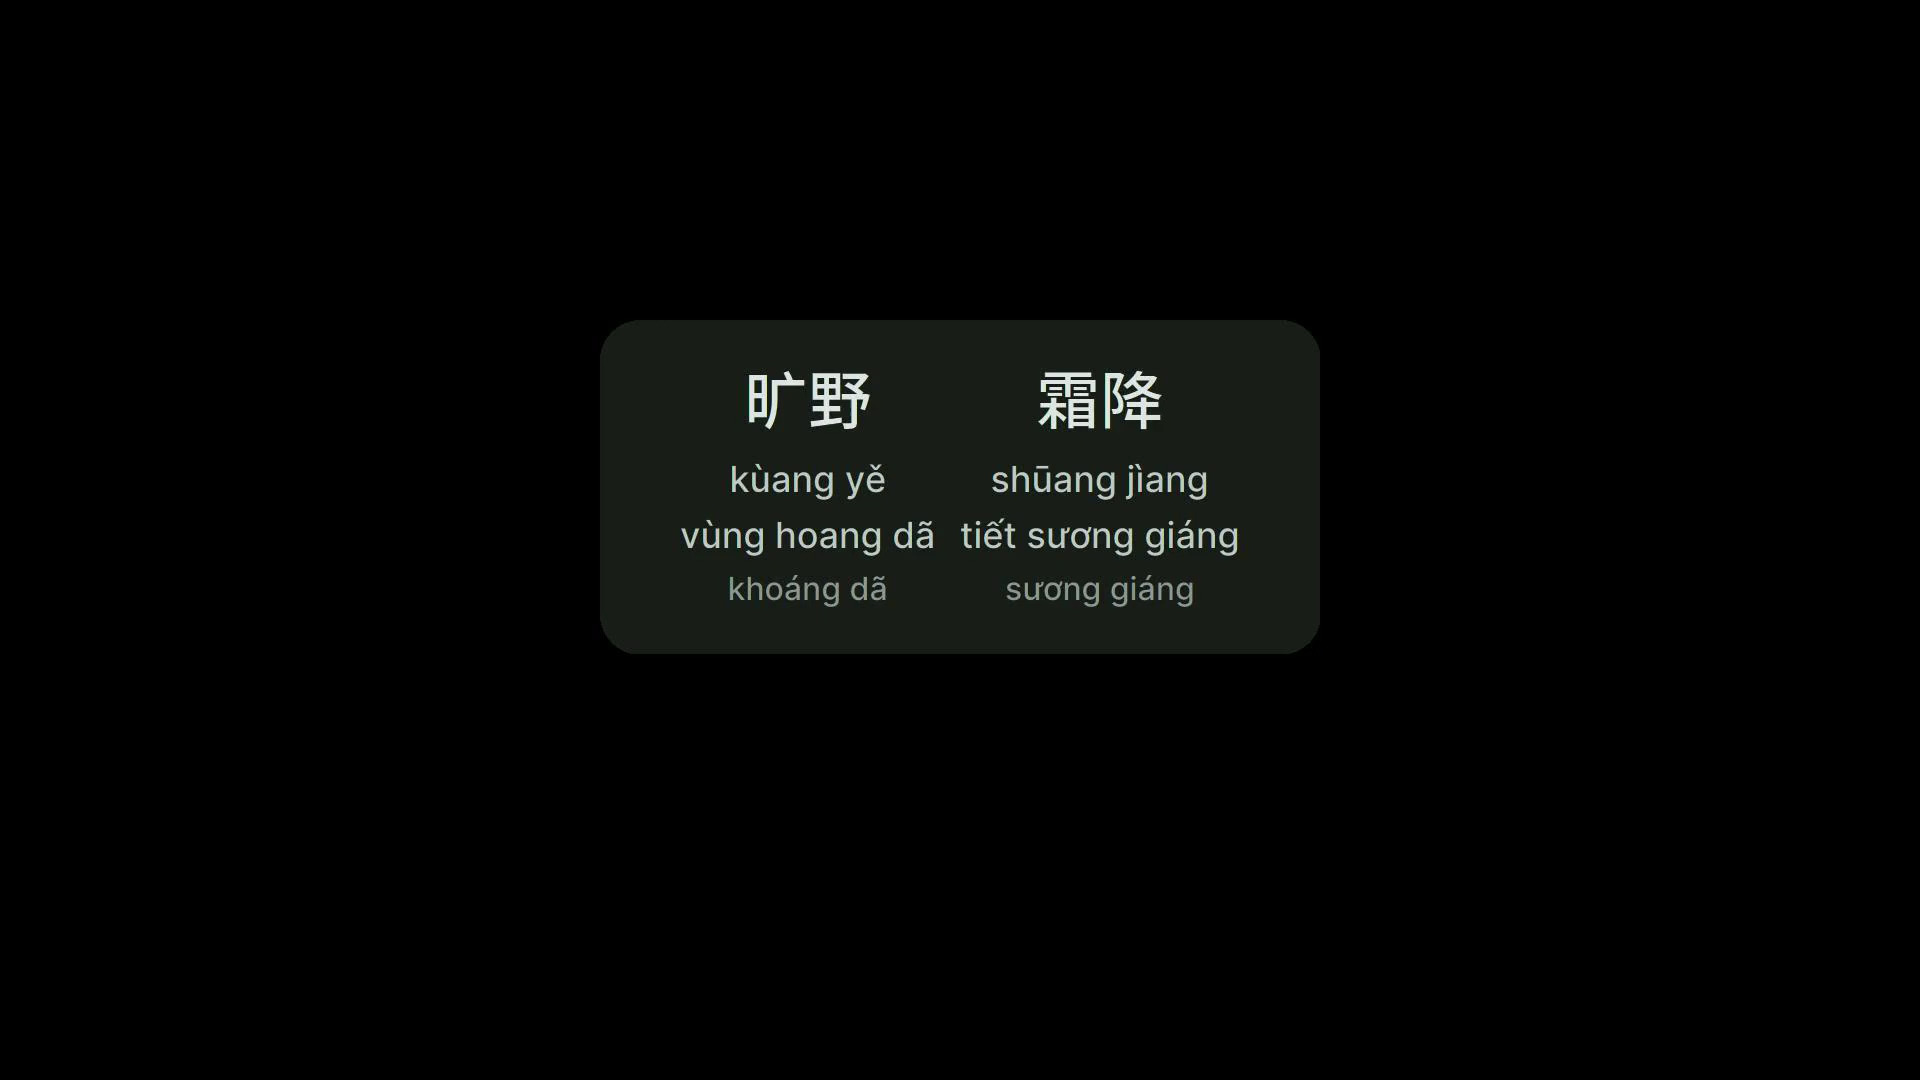 旷野 霜降
kùang yě shūang jìang
vùng hoang dã tiết sương giáng
khoáng dã sương giáng